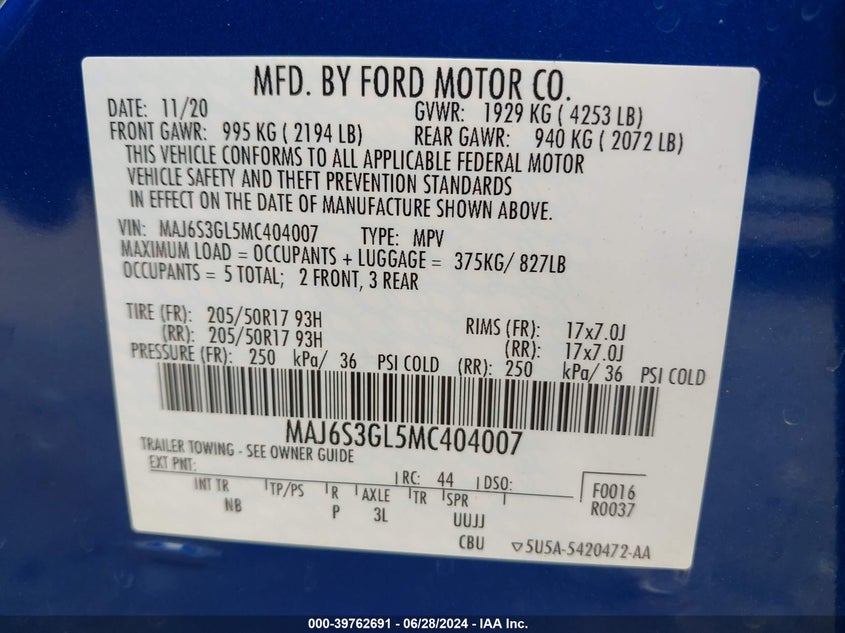 MFD. BY FORD MOTOR CO.
DATE: 11/20 GVWR: 1929 KG ( 4253 LB)
FRONT GAWR: 995 KG ( 2194 LB) REAR GAWR: 940 KG ( 2072 LB)
THIS VEHICLE CONFORMS TO ALL APPLICABLE FEDERAL MOTOR
VEHICLE SAFETY AND THEFT PREVENTION STANDARDS
IN EFFECT ON THE DATE OF MANUFACTURE SHOWN ABOVE.
VIN: MAJ6S3GL5MC404007 TYPE: MPV
MAXIMUM LOAD = OCCUPANTS + LUGGAGE = 375KG/ 827LB
OCCUPANTS = 5 TOTAL; 2 FRONT, 3 REAR
TIRE (FR): 205/50R17 93H RIMS (FR): 17x7.0J
(RR): 205/50R17 93H (RR): 17x7.0J
PRESSURE (FR): 250 kPa/ 36 PSI COLD (RR): 250 kPa/ 36 PSI COLD
MAJ6S3GL5MC404007
TRAILER TOWING - SEE OWNER GUIDE
EXT PNT: RC: 44 DSO: F0016
INT TR TP/PS R AXLE TR SPR R0037
NB P 3L UUJJ
CBU ▽5U5A-5420472-AA
000-39762691 - 06/28/2024 - IAA Inc.